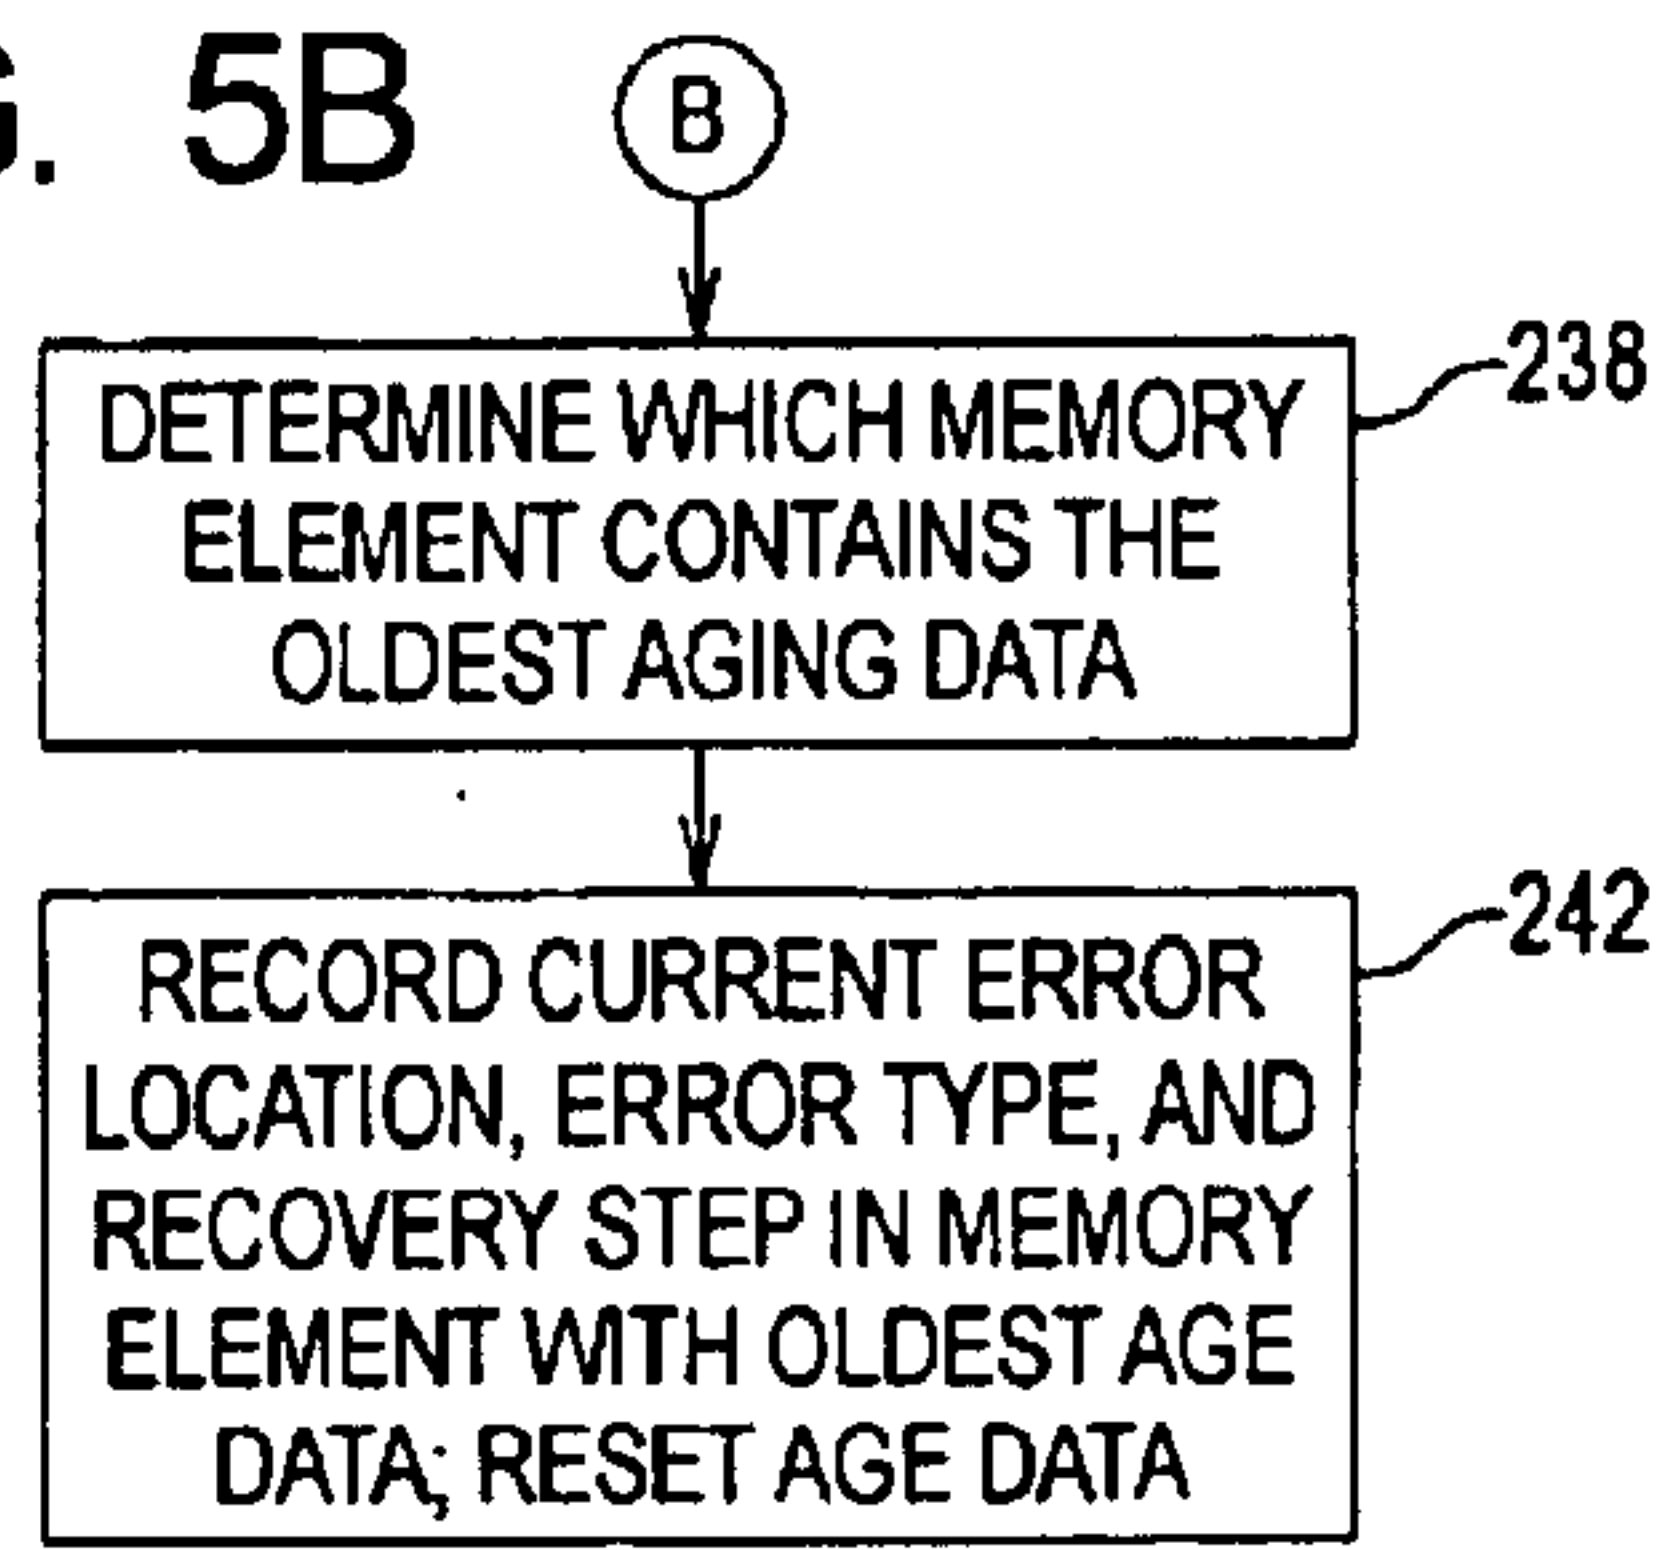 G. 5B
B
DETERMINE WHICH MEMORY
ELEMENT CONTAINS THE
OLDEST AGING DATA
238
RECORD CURRENT ERROR
LOCATION, ERROR TYPE, AND
RECOVERY STEP IN MEMORY
ELEMENT WITH OLDEST AGE
DATA; RESET AGE DATA
242